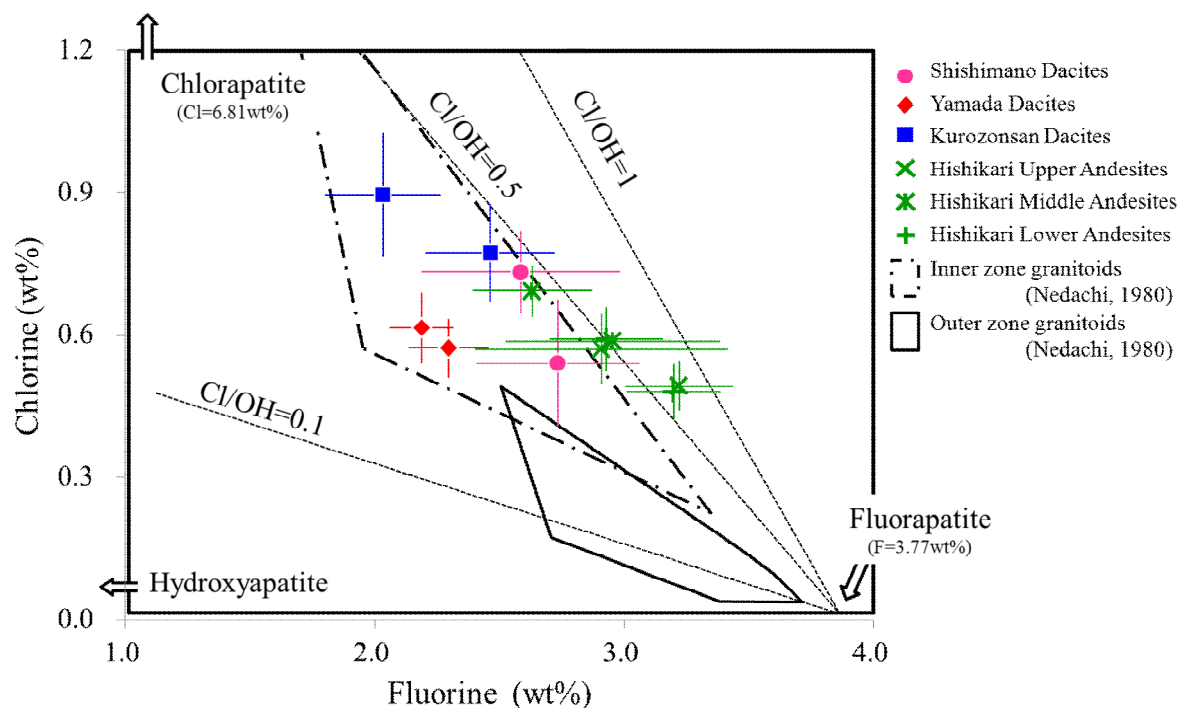 1.2
0.9
0.6
0.3
0.0
Chlorine (wt%)
1.0
2.0
3.0
4.0
Fluorine (wt%)
Chlorapatite
(Cl=6.81wt%)
Cl/OH=0.5
Cl/OH=1
Cl/OH=0.1
Fluorapatite
(F=3.77wt%)
Hydroxyapatite
Shishimano Dacites
Yamada Dacites
Kurozonsan Dacites
Hishikari Upper Andesites
Hishikari Middle Andesites
Hishikari Lower Andesites
Inner zone granitoids
(Nedachi, 1980)
Outer zone granitoids
(Nedachi, 1980)